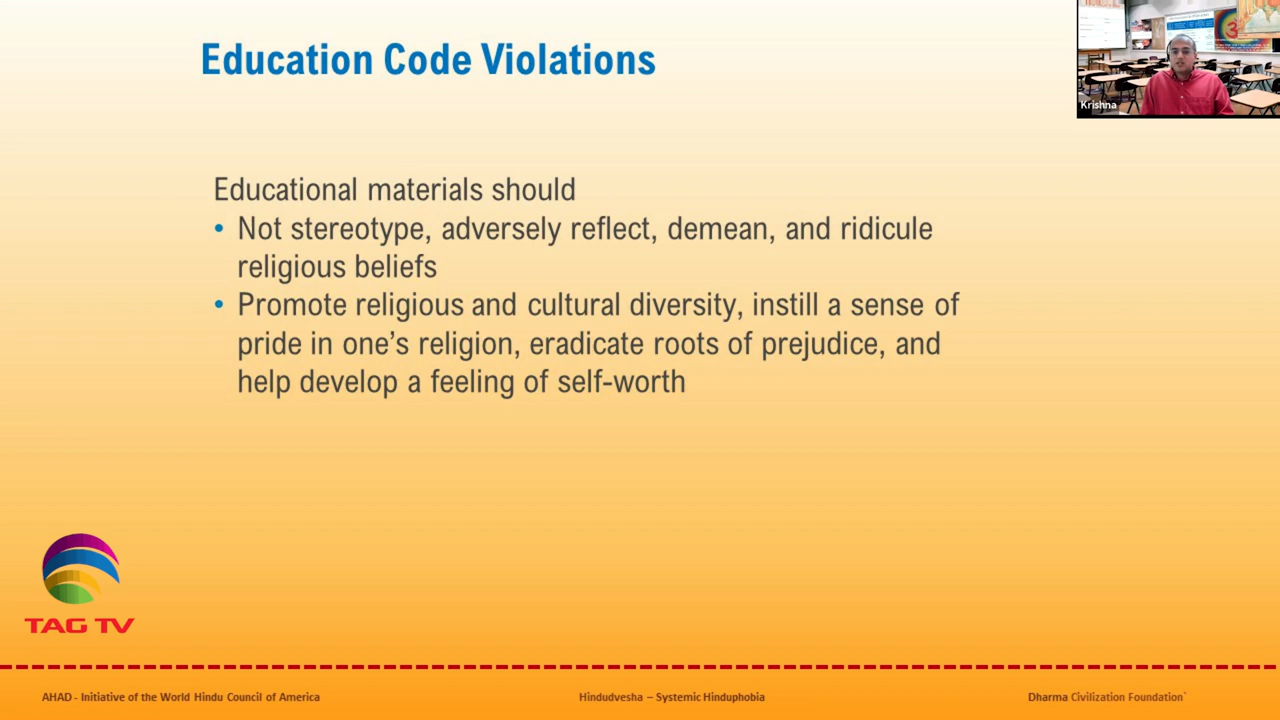 Education Code Violations
Krishna
Educational materials should
• Not stereotype, adversely reflect, demean, and ridicule
religious beliefs
• Promote religious and cultural diversity, instill a sense of
pride in one's religion, eradicate roots of prejudice, and
help develop a feeling of self-worth
TAG TV
AHAD - Initiative of the World Hindu Council of America
Hindudvesha – Systemic Hinduphobia
Dharma Civilization Foundation`